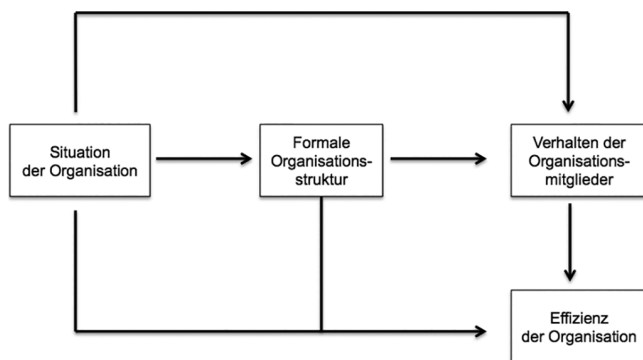 Situation
der Organisation
Formale
Organisations-
struktur
Verhalten der
Organisations-
mitglieder
Effizienz
der Organisation